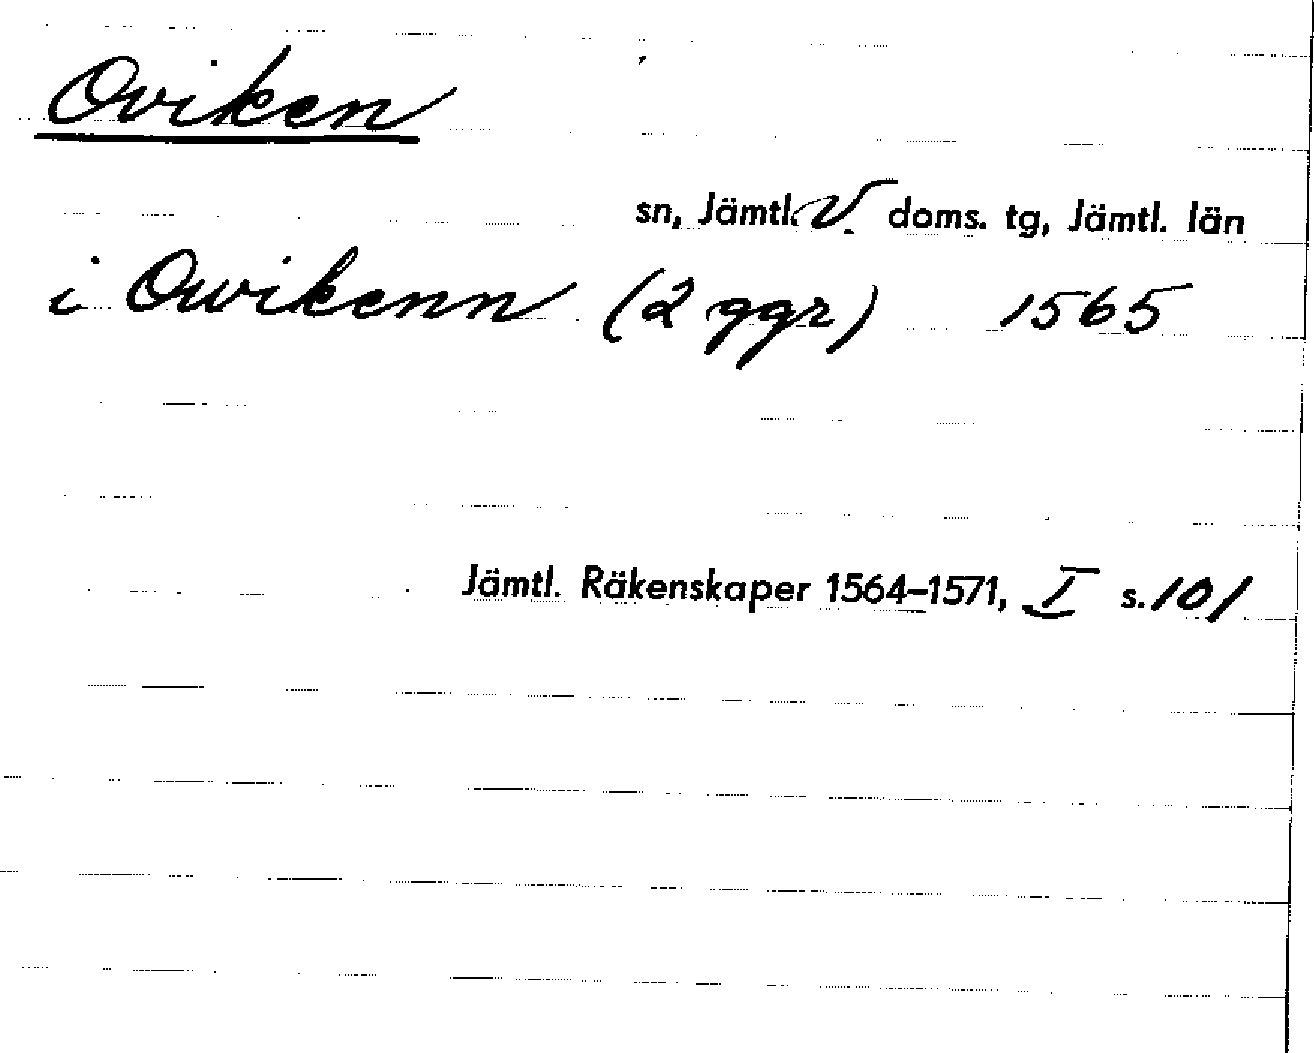 Oviken
sn, Jämtl. V. doms. tg, Jämtl. län
i Owikenn (2 ggr) 1565
Jämtl. Räkenskaper 1564–1571, I s. 101